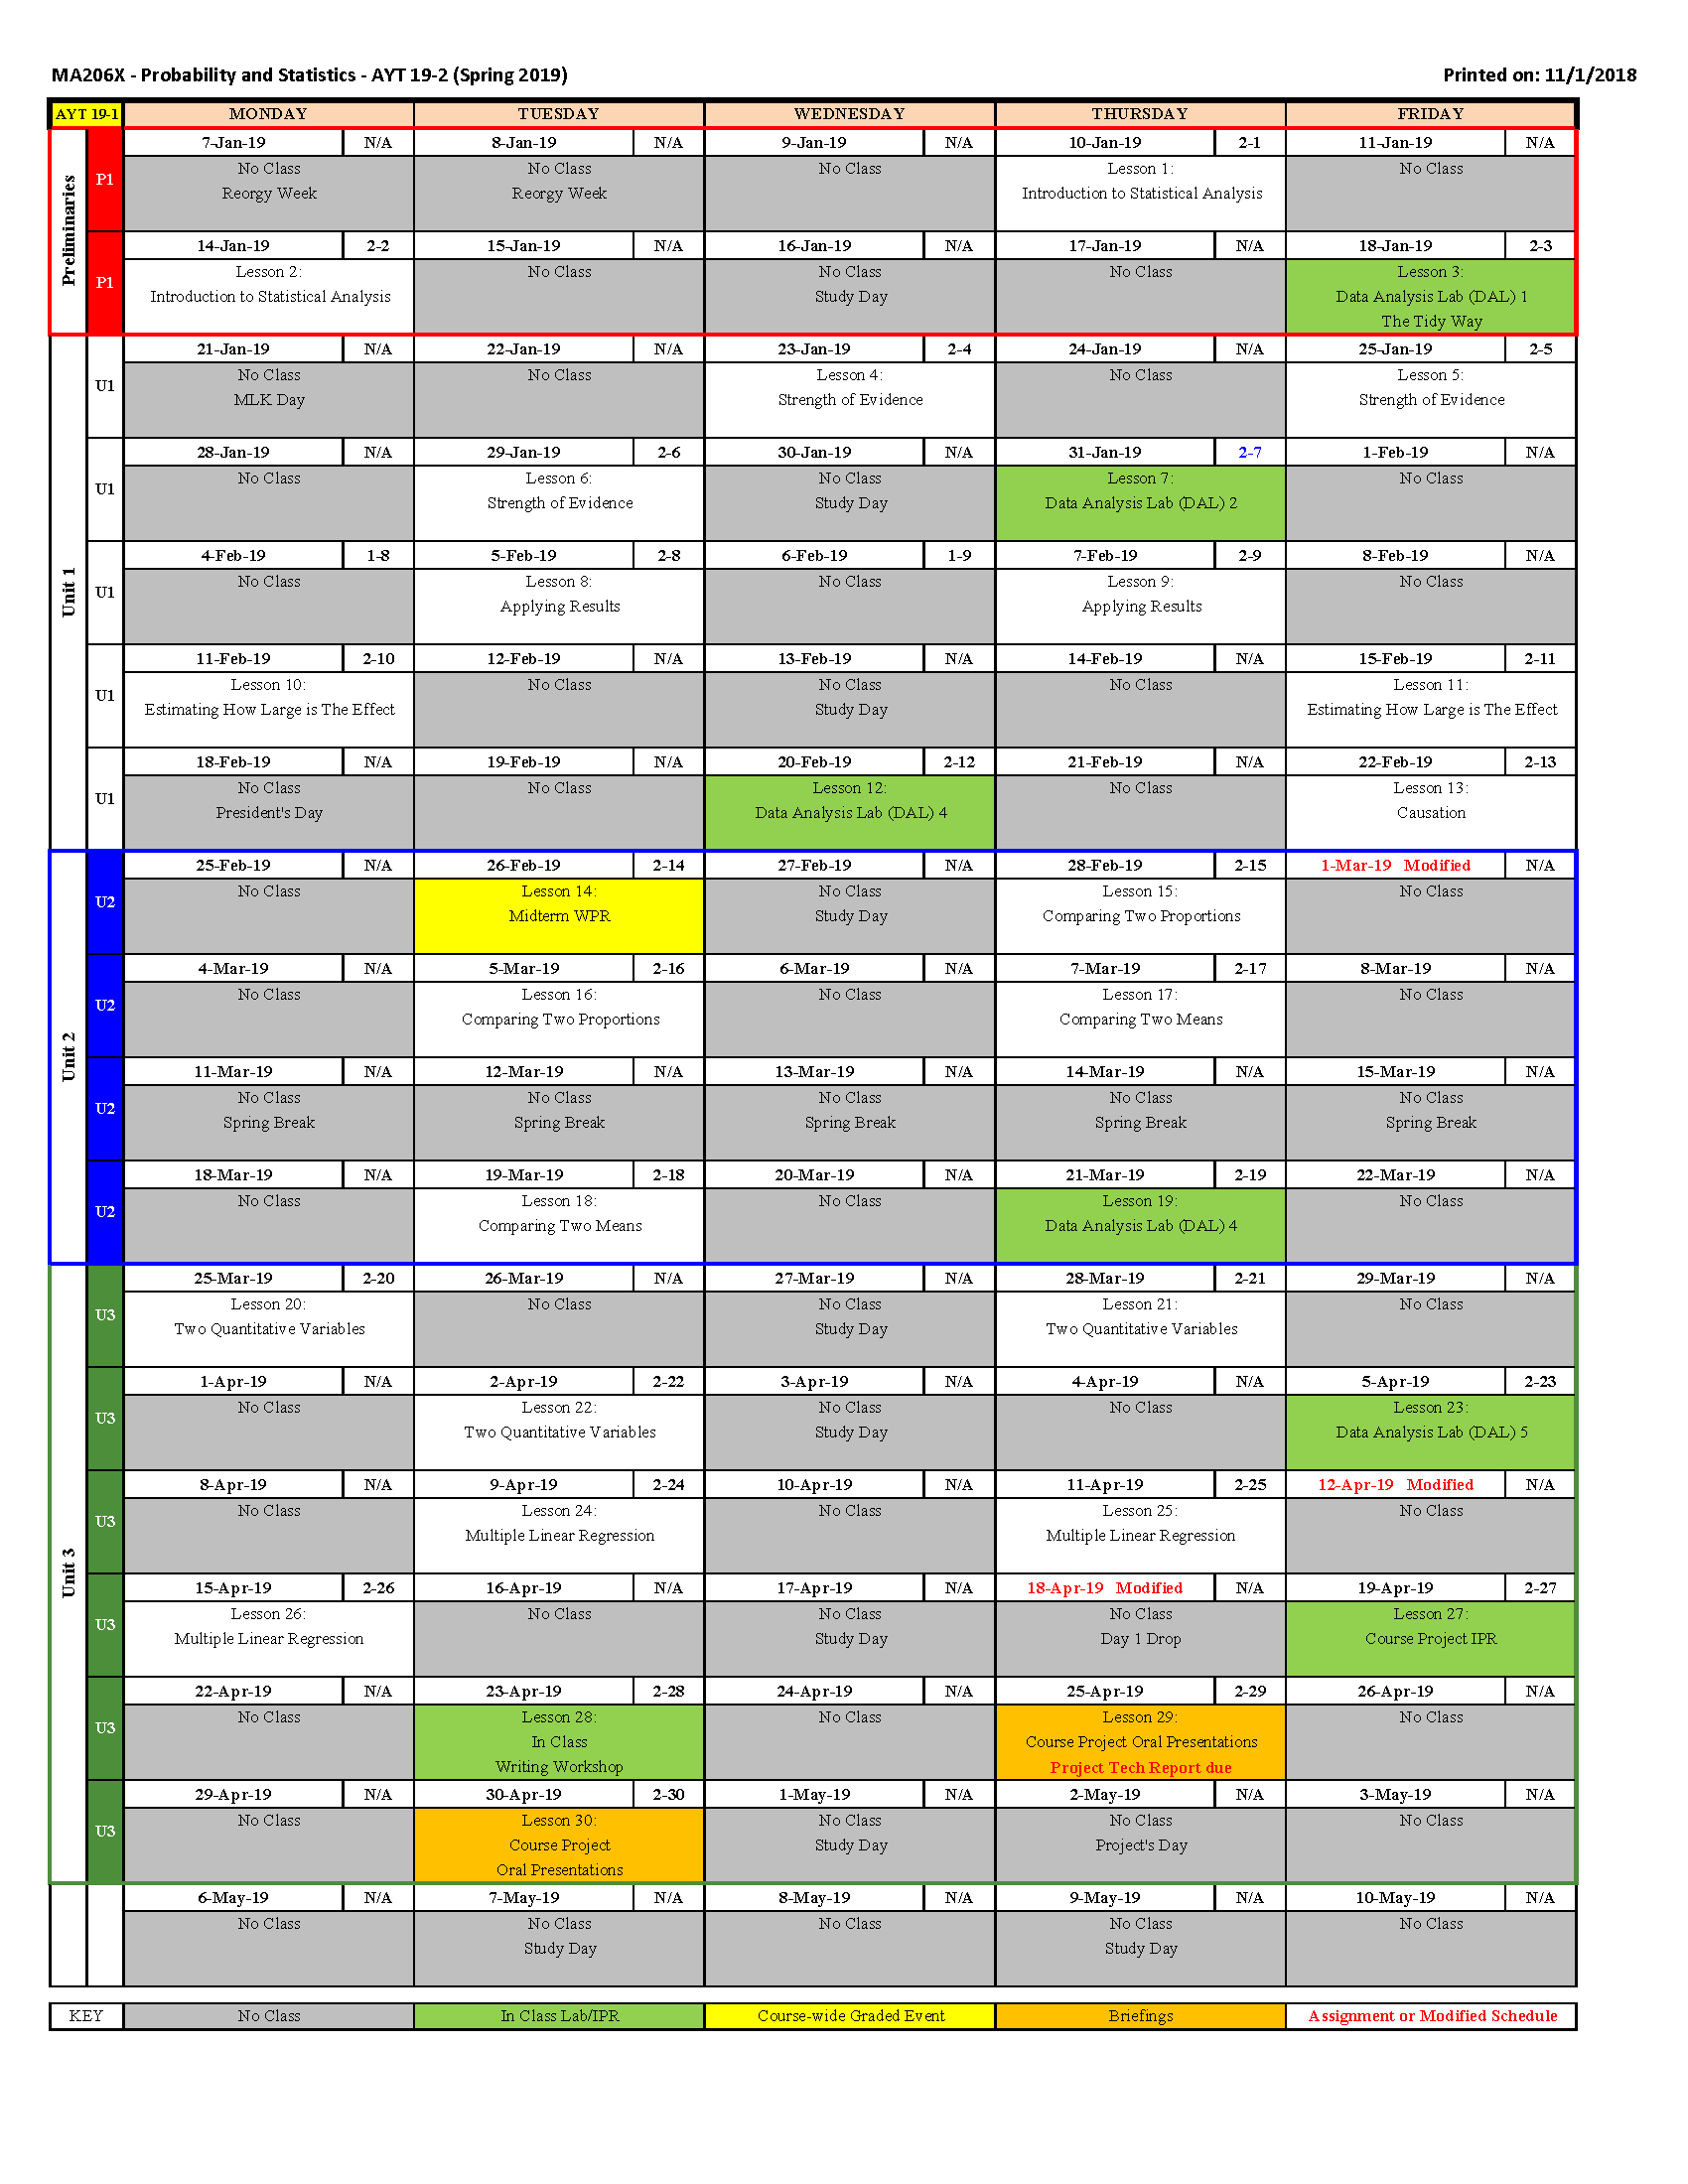 MA206X - Probability and Statistics - AYT 19-2 (Spring 2019) Printed on: 11/1/2018
AYT 19-1 MONDAY TUESDAY WEDNESDAY THURSDAY FRIDAY
Preliminaries
P1
7-Jan-19 N/A 8-Jan-19 N/A 9-Jan-19 N/A 10-Jan-19 2-1 11-Jan-19 N/A
No Class No Class No Class Lesson 1: No Class
Reorgy Week Reorgy Week Introduction to Statistical Analysis
P1
14-Jan-19 2-2 15-Jan-19 N/A 16-Jan-19 N/A 17-Jan-19 N/A 18-Jan-19 2-3
Lesson 2: No Class No Class No Class Lesson 3:
Introduction to Statistical Analysis Study Day Data Analysis Lab (DAL) 1
The Tidy Way
Unit 1
U1
21-Jan-19 N/A 22-Jan-19 N/A 23-Jan-19 2-4 24-Jan-19 N/A 25-Jan-19 2-5
No Class No Class Lesson 4: No Class Lesson 5:
MLK Day Strength of Evidence Strength of Evidence
U1
28-Jan-19 N/A 29-Jan-19 2-6 30-Jan-19 N/A 31-Jan-19 2-7 1-Feb-19 N/A
No Class Lesson 6: No Class Lesson 7: No Class
Strength of Evidence Study Day Data Analysis Lab (DAL) 2
U1
4-Feb-19 1-8 5-Feb-19 2-8 6-Feb-19 1-9 7-Feb-19 2-9 8-Feb-19 N/A
No Class Lesson 8: No Class Lesson 9: No Class
Applying Results Applying Results
U1
11-Feb-19 2-10 12-Feb-19 N/A 13-Feb-19 N/A 14-Feb-19 N/A 15-Feb-19 2-11
Lesson 10: No Class No Class No Class Lesson 11:
Estimating How Large is The Effect Study Day Estimating How Large is The Effect
U1
18-Feb-19 N/A 19-Feb-19 N/A 20-Feb-19 2-12 21-Feb-19 N/A 22-Feb-19 2-13
No Class No Class Lesson 12: No Class Lesson 13:
President's Day Data Analysis Lab (DAL) 4 Causation
Unit 2
U2
25-Feb-19 N/A 26-Feb-19 2-14 27-Feb-19 N/A 28-Feb-19 2-15 1-Mar-19 Modified N/A
No Class Lesson 14: No Class Lesson 15: No Class
Midterm WPR Study Day Comparing Two Proportions
U2
4-Mar-19 N/A 5-Mar-19 2-16 6-Mar-19 N/A 7-Mar-19 2-17 8-Mar-19 N/A
No Class Lesson 16: No Class Lesson 17: No Class
Comparing Two Proportions Comparing Two Means
U2
11-Mar-19 N/A 12-Mar-19 N/A 13-Mar-19 N/A 14-Mar-19 N/A 15-Mar-19 N/A
No Class No Class No Class No Class No Class
Spring Break Spring Break Spring Break Spring Break Spring Break
U2
18-Mar-19 N/A 19-Mar-19 2-18 20-Mar-19 N/A 21-Mar-19 2-19 22-Mar-19 N/A
No Class Lesson 18: No Class Lesson 19: No Class
Comparing Two Means Data Analysis Lab (DAL) 4
Unit 3
U3
25-Mar-19 2-20 26-Mar-19 N/A 27-Mar-19 N/A 28-Mar-19 2-21 29-Mar-19 N/A
Lesson 20: No Class No Class Lesson 21: No Class
Two Quantitative Variables Study Day Two Quantitative Variables
U3
1-Apr-19 N/A 2-Apr-19 2-22 3-Apr-19 N/A 4-Apr-19 N/A 5-Apr-19 2-23
No Class Lesson 22: No Class No Class Lesson 23:
Two Quantitative Variables Study Day Data Analysis Lab (DAL) 5
U3
8-Apr-19 N/A 9-Apr-19 2-24 10-Apr-19 N/A 11-Apr-19 2-25 12-Apr-19 Modified N/A
No Class Lesson 24: No Class Lesson 25: No Class
Multiple Linear Regression Multiple Linear Regression
U3
15-Apr-19 2-26 16-Apr-19 N/A 17-Apr-19 N/A 18-Apr-19 Modified N/A 19-Apr-19 2-27
Lesson 26: No Class No Class No Class Lesson 27:
Multiple Linear Regression Study Day Day 1 Drop Course Project IPR
U3
22-Apr-19 N/A 23-Apr-19 2-28 24-Apr-19 N/A 25-Apr-19 2-29 26-Apr-19 N/A
No Class Lesson 28: No Class Lesson 29: No Class
In Class Course Project Oral Presentations
Writing Workshop Project Tech Report due
U3
29-Apr-19 N/A 30-Apr-19 2-30 1-May-19 N/A 2-May-19 N/A 3-May-19 N/A
No Class Lesson 30: No Class No Class No Class
Course Project Study Day Project's Day
Oral Presentations
6-May-19 N/A 7-May-19 N/A 8-May-19 N/A 9-May-19 N/A 10-May-19 N/A
No Class No Class No Class No Class No Class
Study Day Study Day
KEY No Class In Class Lab/IPR Course-wide Graded Event Briefings Assignment or Modified Schedule